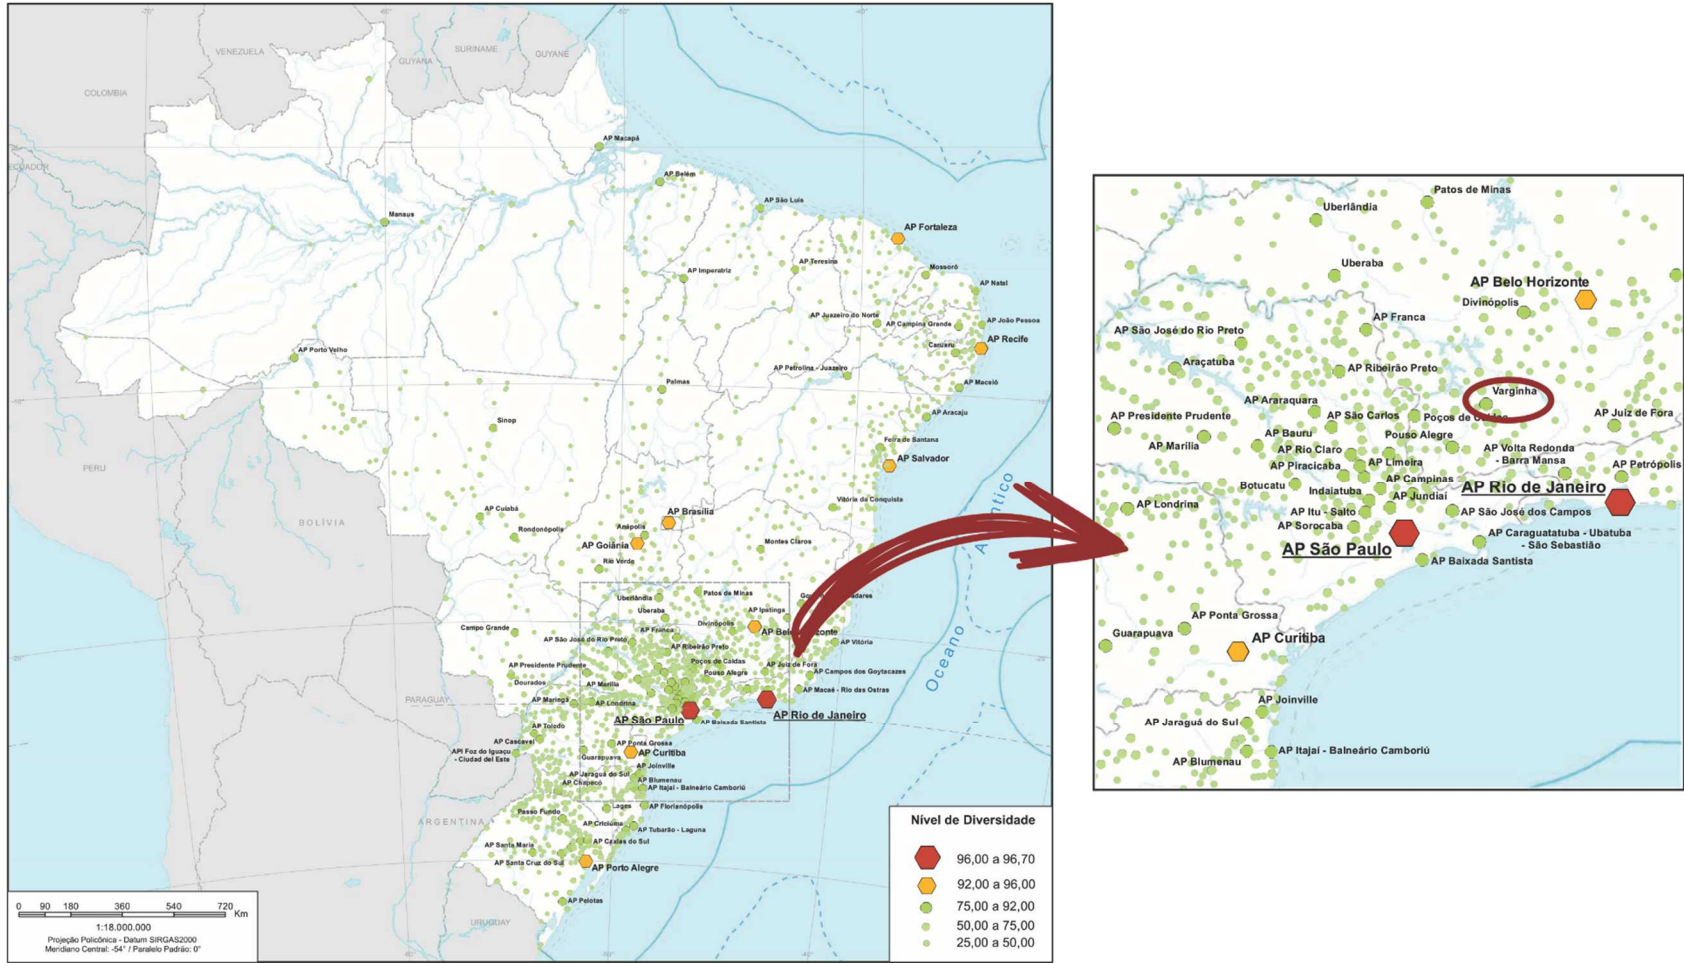 VENEZUELA
SURINAME
GUYANE
GUYANA
COLOMBIA
ECUADOR
PERU
BOLÍVIA
PARAGUAY
ARGENTINA
URUGUAY
Oceano
AP Macapá
AP Belém
AP São Luís
Manaus
AP Fortaleza
AP Teresina
Mossoró
AP Imperatriz
AP Natal
AP Juazeiro do Norte
AP Campina Grande
AP João Pessoa
AP Recife
Caruaru
AP Porto Velho
AP Petrolina - Juazeiro
Palmas
AP Maceió
AP Aracaju
Sinop
Feira de Santana
AP Salvador
Vitória da Conquista
AP Cuiabá
AP Brasília
Rondonópolis
Anápolis
AP Goiânia
Montes Claros
Rio Verde
Uberlândia
Patos de Minas
Uberaba
AP Ipatinga
Divinópolis
Campo Grande
AP Franca
AP Vitória
AP São José do Rio Preto
AP Ribeirão Preto
Poços de Caldas
AP Presidente Prudente
AP Juiz de Fora
Pouso Alegre
AP Campos dos Goytacazes
Dourados
AP Marília
AP Macaé - Rio das Ostras
AP Maringá
AP Londrina
AP São Paulo
AP Rio de Janeiro
AP Baixada Santista
AP Toledo
AP Cascavel
AP Ponta Grossa
API Foz do Iguaçu
- Ciudad del Este
Guarapuava
AP Curitiba
AP Joinville
AP Jaraguá do Sul
AP Blumenau
AP Chapecó
AP Itajaí - Balneário Camboriú
Lages
AP Florianópolis
Passo Fundo
AP Criciúma
AP Tubarão - Laguna
AP Santa Maria
AP Caxias do Sul
AP Santa Cruz do Sul
AP Porto Alegre
AP Pelotas
0 90 180 360 540 720
Km
1:18.000.000
Projeção Policônica - Datum SIRGAS2000
Meridiano Central: -54° / Paralelo Padrão: 0°
Nível de Diversidade
96,00 a 96,70
92,00 a 96,00
75,00 a 92,00
50,00 a 75,00
25,00 a 50,00
Patos de Minas
Uberlândia
Uberaba
AP Belo Horizonte
Divinópolis
AP Franca
AP São José do Rio Preto
Araçatuba
AP Ribeirão Preto
Varginha
AP Araraquara
AP Presidente Prudente
AP São Carlos
Poços de Caldas
AP Juiz de Fora
AP Bauru
Pouso Alegre
AP Marília
AP Rio Claro
AP Volta Redonda
- Barra Mansa
AP Piracicaba
AP Limeira
AP Petrópolis
Botucatu
AP Campinas
Indaiatuba
AP Rio de Janeiro
AP Jundiaí
AP Londrina
AP Itu - Salto
AP São José dos Campos
AP Sorocaba
AP Caraguatatuba - Ubatuba
- São Sebastião
AP São Paulo
AP Baixada Santista
AP Ponta Grossa
Guarapuava
AP Curitiba
AP Joinville
AP Jaraguá do Sul
AP Itajaí - Balneário Camboriú
AP Blumenau